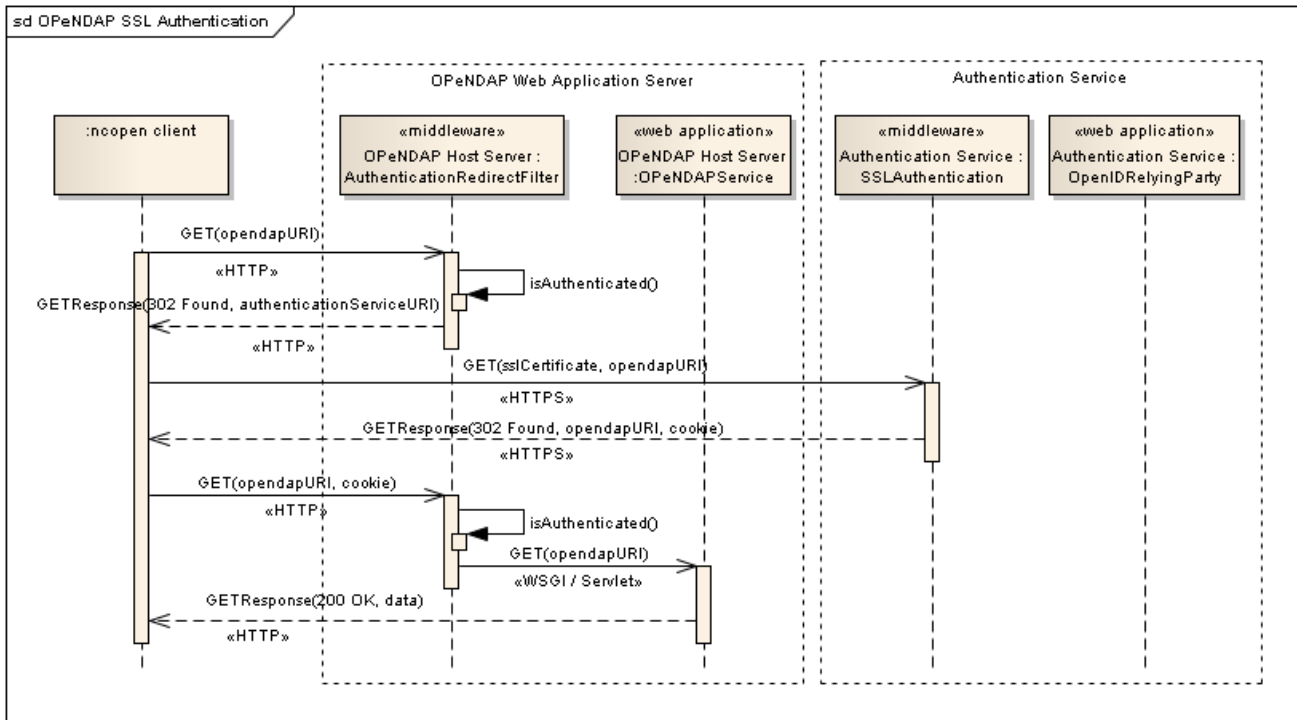 sd OPeNDAP SSL Authentication
OPeNDAP Web Application Server
Authentication Service
:ncopen client
«middleware»
OPeNDAP Host Server :
AuthenticationRedirectFilter
«web application»
OPeNDAP Host Server
:OPeNDAPService
«middleware»
Authentication Service :
SSLAuthentication
«web application»
Authentication Service :
OpenIDRelyingParty
GET(opendapURI)
«HTTP»
isAuthenticated()
GETResponse(302 Found, authenticationServiceURI)
«HTTP»
GET(sslCertificate, opendapURI)
«HTTPS»
GETResponse(302 Found, opendapURI, cookie)
«HTTPS»
GET(opendapURI, cookie)
«HTTP»
isAuthenticated()
GET(opendapURI)
«WSGI / Servlet»
GETResponse(200 OK, data)
«HTTP»